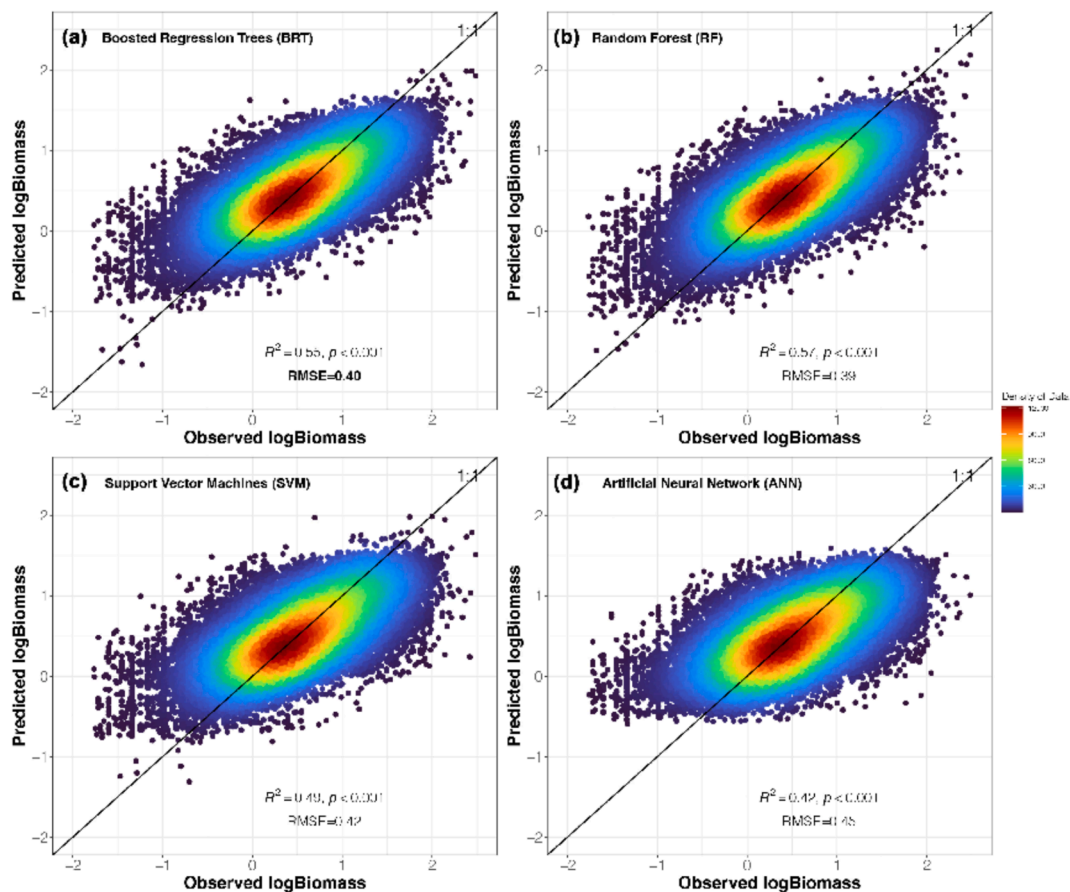 (a) Boosted Regression Trees (BRT)
1:1
Predicted logBiomass
2
1
0
−1
−2
R² = 0.55, p < 0.001
RMSE=0.40
−2 −1 0 1 2
Observed logBiomass
(b) Random Forest (RF)
1:1
Predicted logBiomass
2
1
0
−1
−2
R² = 0.57, p < 0.001
RMSE=0.39
−2 −1 0 1 2
Observed logBiomass
Density of Data
(c) Support Vector Machines (SVM)
1:1
Predicted logBiomass
2
1
0
−1
−2
R² = 0.49, p < 0.001
RMSE=0.42
−2 −1 0 1 2
Observed logBiomass
(d) Artificial Neural Network (ANN)
1:1
Predicted logBiomass
2
1
0
−1
−2
R² = 0.42, p < 0.001
RMSE=0.45
−2 −1 0 1 2
Observed logBiomass